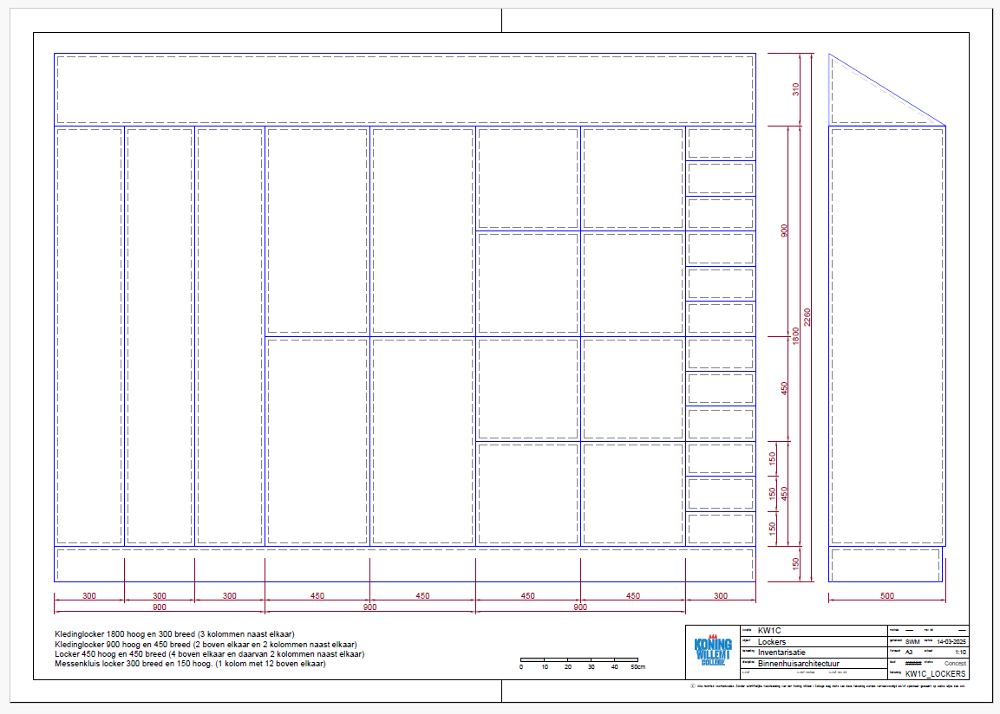 310
900
2260
1800
450
150
150
450
150
150
300
300
300
450
450
450
450
300
500
900
900
900
Kledinglocker 1800 hoog en 300 breed (3 kolommen naast elkaar)
Kledinglocker 900 hoog en 450 breed (2 boven elkaar en 2 kolommen naast elkaar)
Locker 450 hoog en 450 breed (4 boven elkaar en daarvan 2 kolommen naast elkaar)
Messenkluis locker 300 breed en 150 hoog. (1 kolom met 12 boven elkaar)
0 10 20 30 40 50cm
KONING
WILLEM I
COLLEGE
KW1C
Lockers
SWM 14-03-2025
Inventarisatie
A3 1:10
Binnenhuisarchitectuur
##### Concept
KW1C_LOCKERS